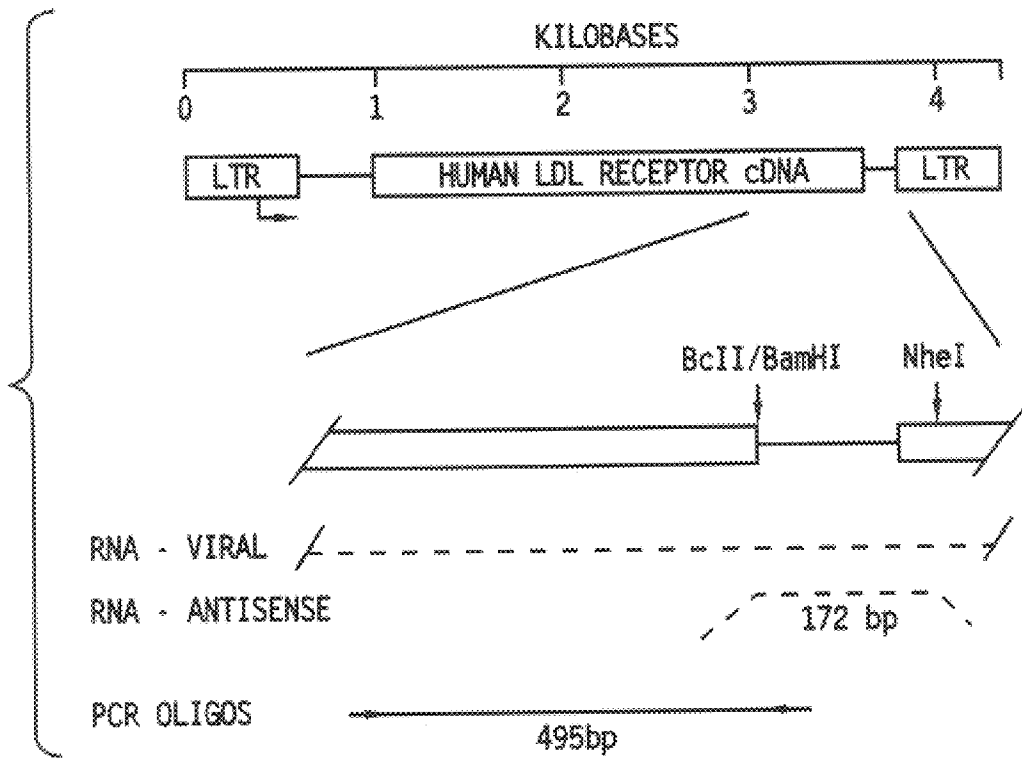 KILOBASES
0 1 2 3 4
LTR HUMAN LDL RECEPTOR cDNA LTR
BclI/BamHI NheI
RNA - VIRAL
RNA - ANTISENSE
172 bp
PCR OLIGOS
495bp